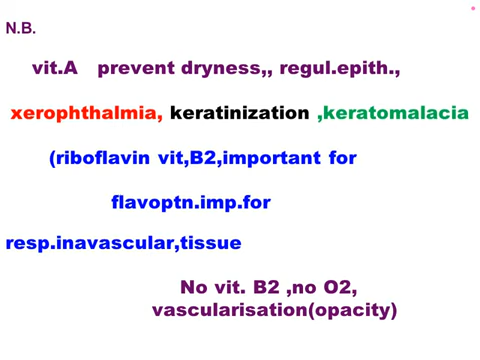 N.B.
vit.A prevent dryness,, regul.epith.,
xerophthalmia, keratinization ,keratomalacia
(riboflavin vit,B2,important for
flavoptn.imp.for
resp.inavascular,tissue
No vit. B2 ,no O2,
vascularisation(opacity)